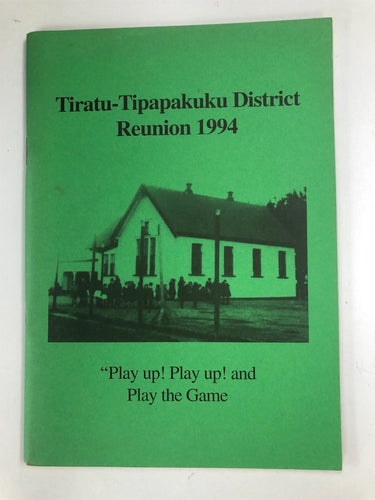 Tiratu-Tipapakuku District
Reunion 1994
“Play up! Play up! and
Play the Game